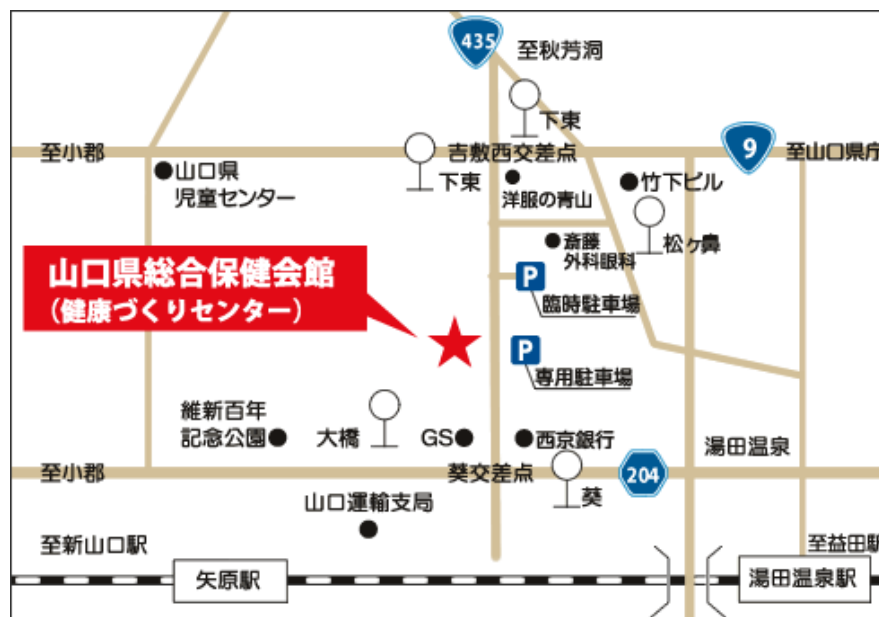 435
至秋芳洞
下東
至小郡
吉敷西交差点
9
至山口県庁
山口県
児童センター
下東
洋服の青山
竹下ビル
松ヶ鼻
斎藤
外科眼科
山口県総合保健会館
(健康づくりセンター)
P
臨時駐車場
P
専用駐車場
維新百年
記念公園
大橋
GS
西京銀行
湯田温泉
至小郡
葵交差点
204
葵
山口運輸支局
至新山口駅
至益田駅
矢原駅
湯田温泉駅